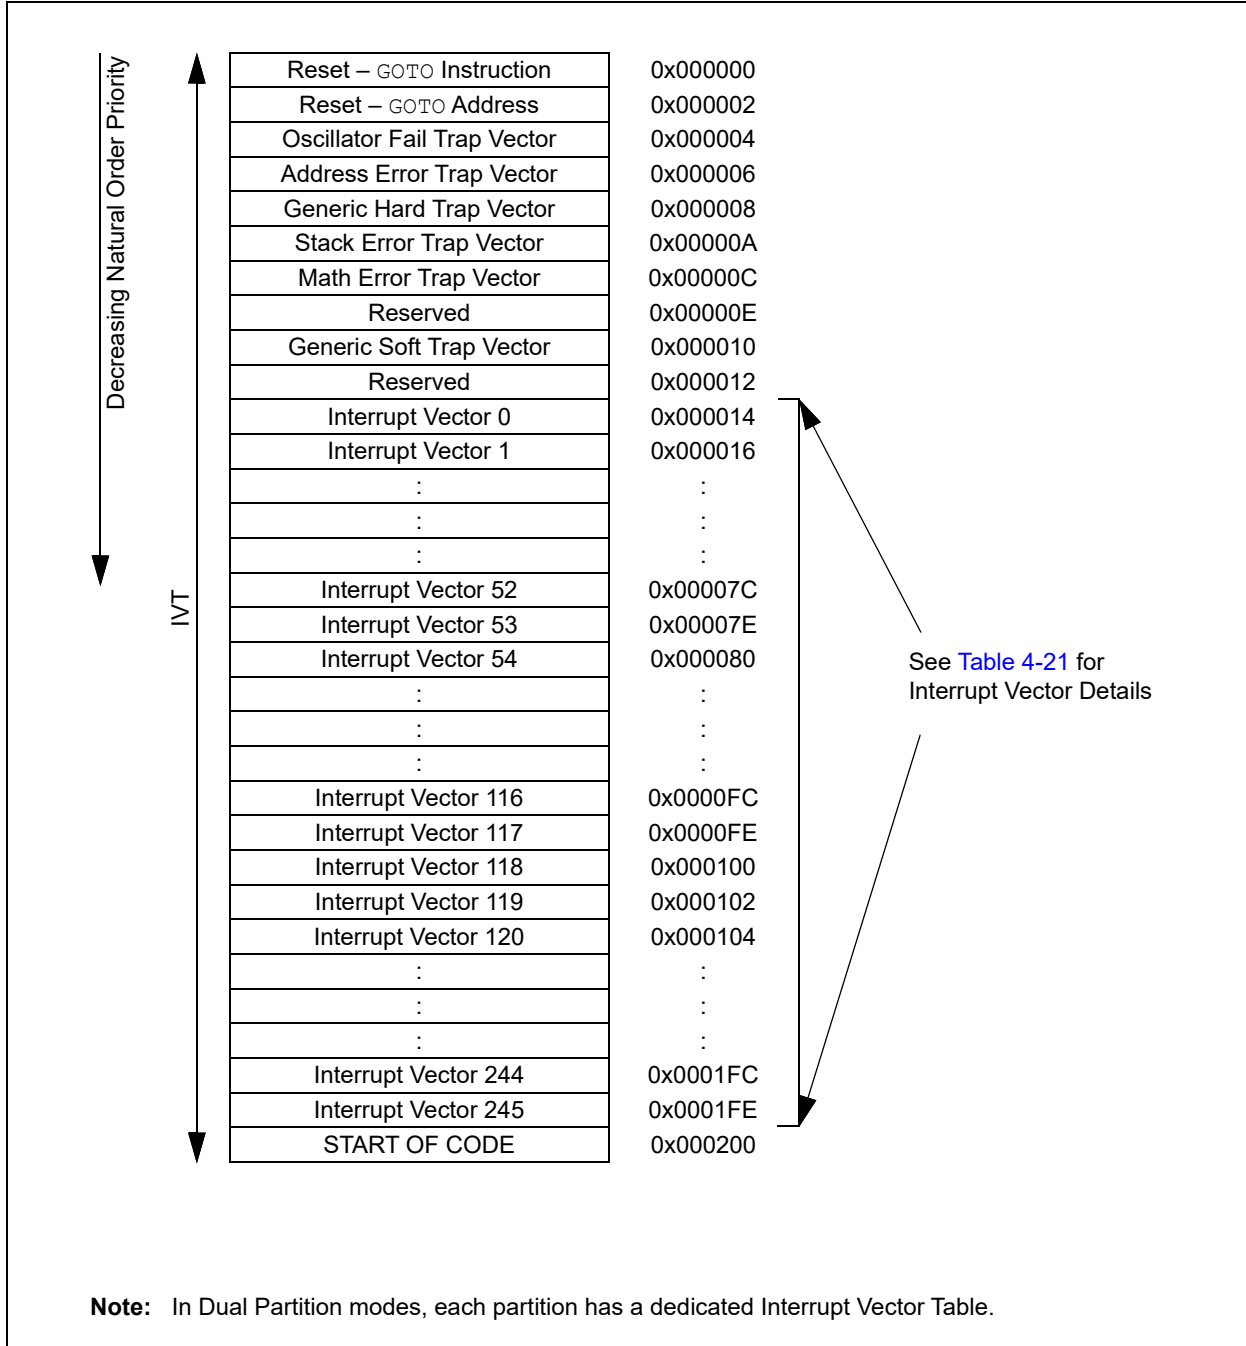 Decreasing Natural Order Priority
IVT
Reset – GOTO Instruction 0x000000
Reset – GOTO Address 0x000002
Oscillator Fail Trap Vector 0x000004
Address Error Trap Vector 0x000006
Generic Hard Trap Vector 0x000008
Stack Error Trap Vector 0x00000A
Math Error Trap Vector 0x00000C
Reserved 0x00000E
Generic Soft Trap Vector 0x000010
Reserved 0x000012
Interrupt Vector 0 0x000014
Interrupt Vector 1 0x000016
: :
: :
: :
Interrupt Vector 52 0x00007C
Interrupt Vector 53 0x00007E
Interrupt Vector 54 0x000080
: :
: :
: :
Interrupt Vector 116 0x0000FC
Interrupt Vector 117 0x0000FE
Interrupt Vector 118 0x000100
Interrupt Vector 119 0x000102
Interrupt Vector 120 0x000104
: :
: :
: :
Interrupt Vector 244 0x0001FC
Interrupt Vector 245 0x0001FE
START OF CODE 0x000200
See Table 4-21 for
Interrupt Vector Details
Note: In Dual Partition modes, each partition has a dedicated Interrupt Vector Table.